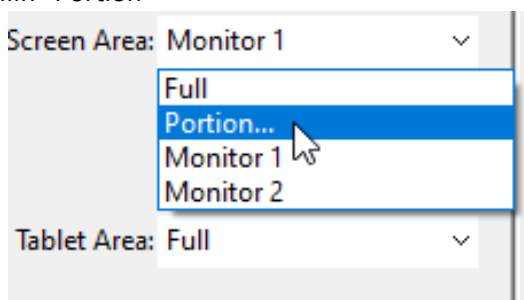 Screen Area: Monitor 1
Full
Portion...
Monitor 1
Monitor 2
Tablet Area: Full